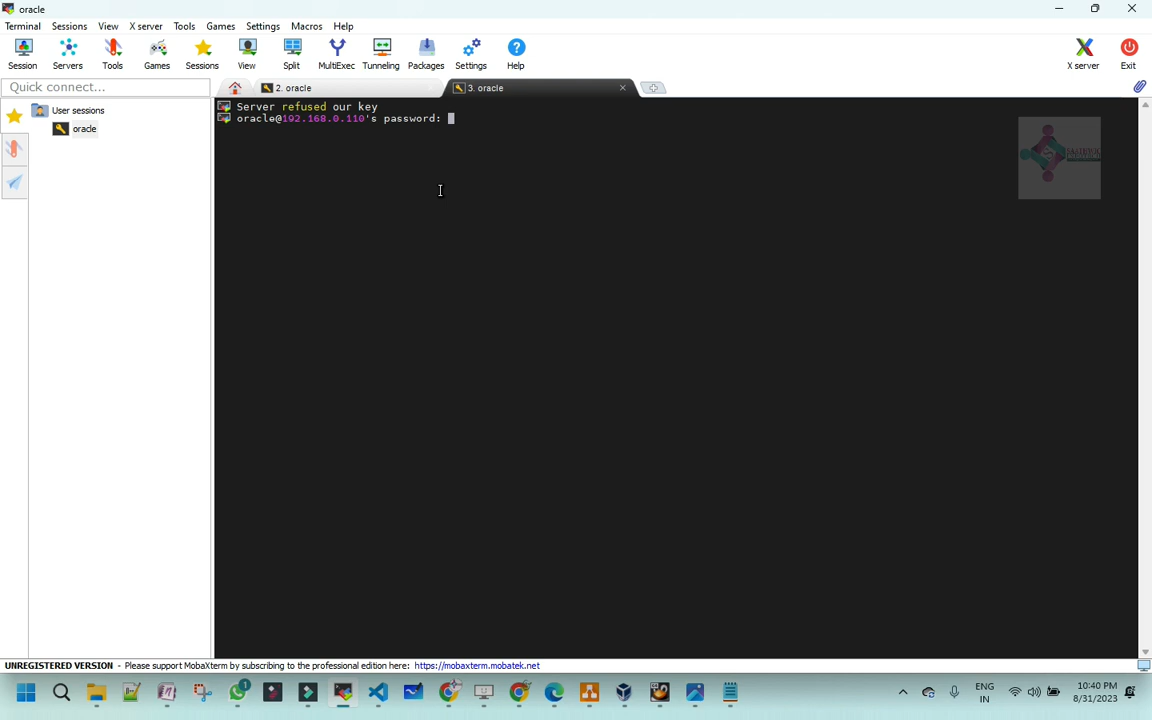 oracle
Terminal Sessions View X server Tools Games Settings Macros Help
Session Servers Tools Games Sessions View Split MultiExec Tunneling Packages Settings Help X server Exit
Quick connect...
2. oracle
3. oracle
User sessions
oracle
Server refused our key
oracle@192.168.0.110's password:
UNREGISTERED VERSION - Please support MobaXterm by subscribing to the professional edition here: https://mobaxterm.mobatek.net
1
ENG
IN
10:40 PM
8/31/2023